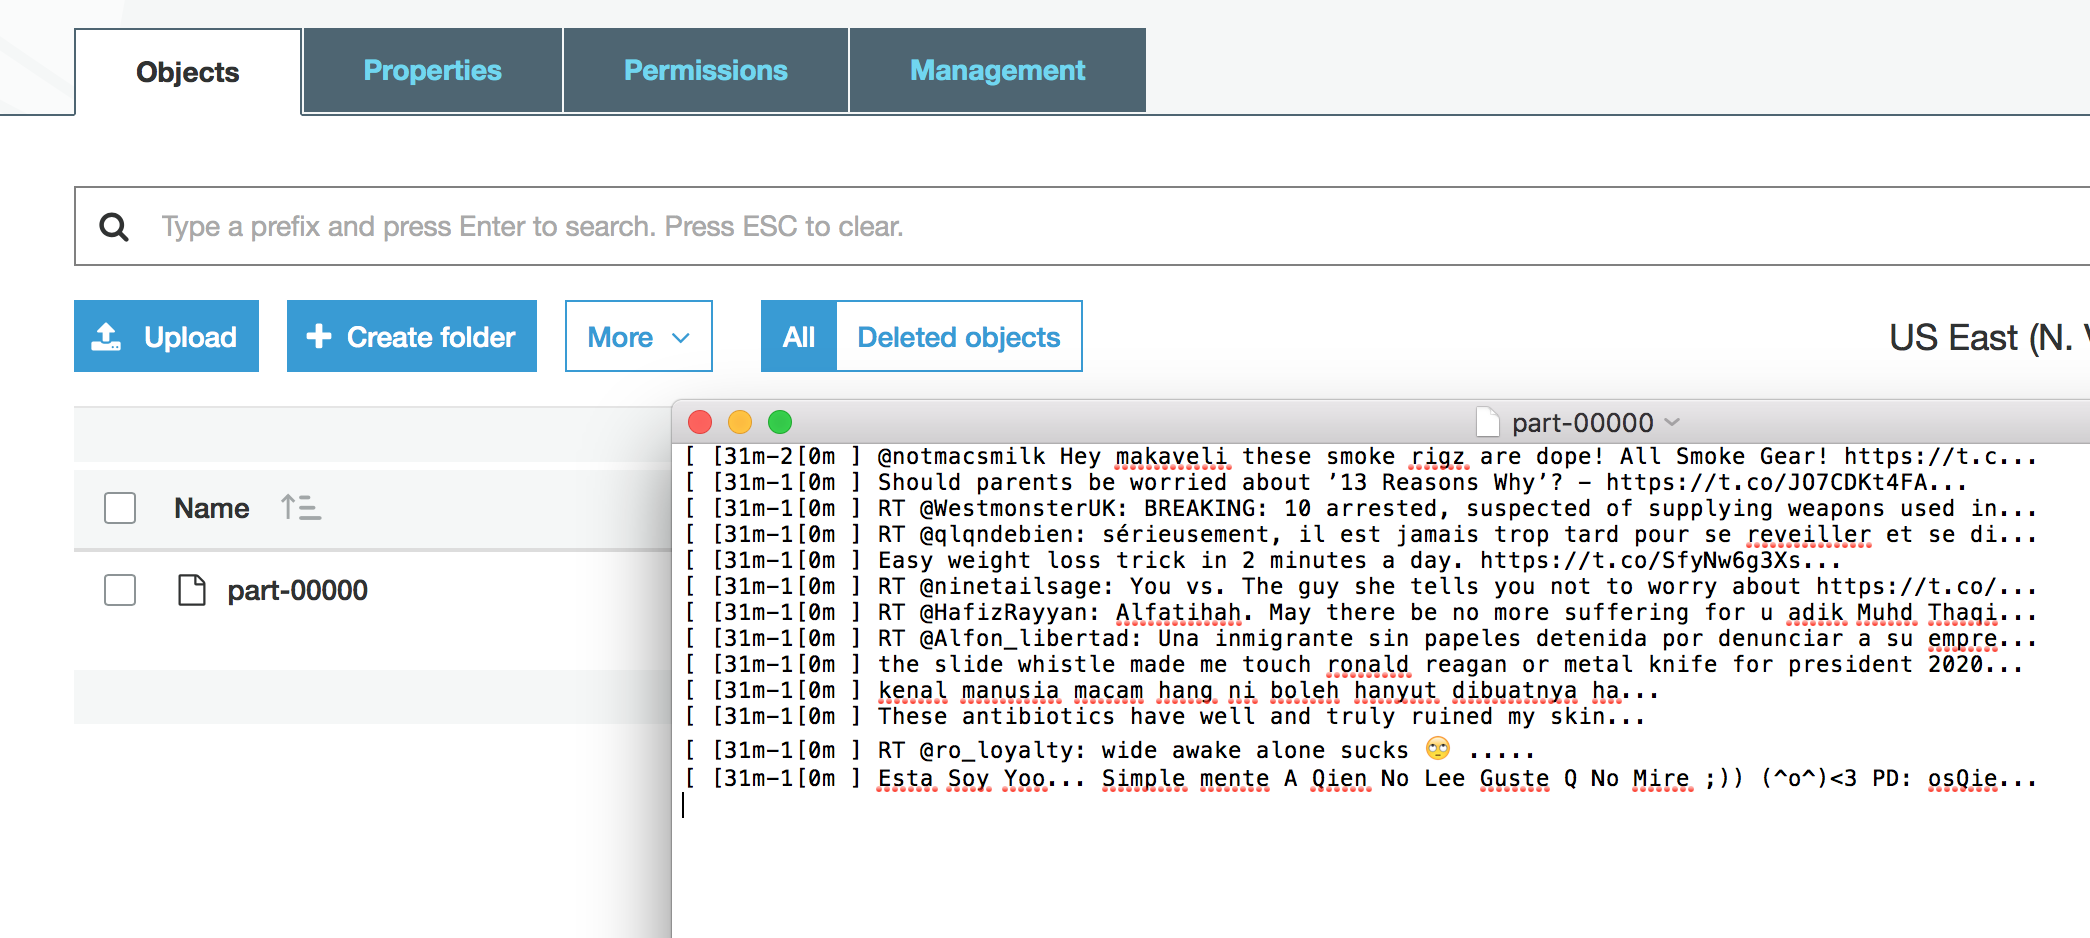 Objects
Properties
Permissions
Management
Type a prefix and press Enter to search. Press ESC to clear.
Upload
Create folder
More
All
Deleted objects
US East (N.
Name
part-00000
part-00000
[ [31m-2[0m ] @notmacsmilk Hey makaveli these smoke rigz are dope! All Smoke Gear! https://t.c...
[ [31m-1[0m ] Should parents be worried about ’13 Reasons Why’? - https://t.co/JO7CDKt4FA...
[ [31m-1[0m ] RT @WestmonsterUK: BREAKING: 10 arrested, suspected of supplying weapons used in...
[ [31m-1[0m ] RT @qlqndebien: sérieusement, il est jamais trop tard pour se reveiller et se di...
[ [31m-1[0m ] Easy weight loss trick in 2 minutes a day. https://t.co/SfyNw6g3Xs...
[ [31m-1[0m ] RT @ninetailsage: You vs. The guy she tells you not to worry about https://t.co/...
[ [31m-1[0m ] RT @HafizRayyan: Alfatihah. May there be no more suffering for u adik Muhd Thaqi...
[ [31m-1[0m ] RT @Alfon_libertad: Una inmigrante sin papeles detenida por denunciar a su empre...
[ [31m-1[0m ] the slide whistle made me touch ronald reagan or metal knife for president 2020...
[ [31m-1[0m ] kenal manusia macam hang ni boleh hanyut dibuatnya ha...
[ [31m-1[0m ] These antibiotics have well and truly ruined my skin...
[ [31m-1[0m ] RT @ro_loyalty: wide awake alone sucks 🙄 .....
[ [31m-1[0m ] Esta Soy Yoo... Simple mente A Qien No Lee Guste Q No Mire ;)) (^o^)<3 PD: osQie...